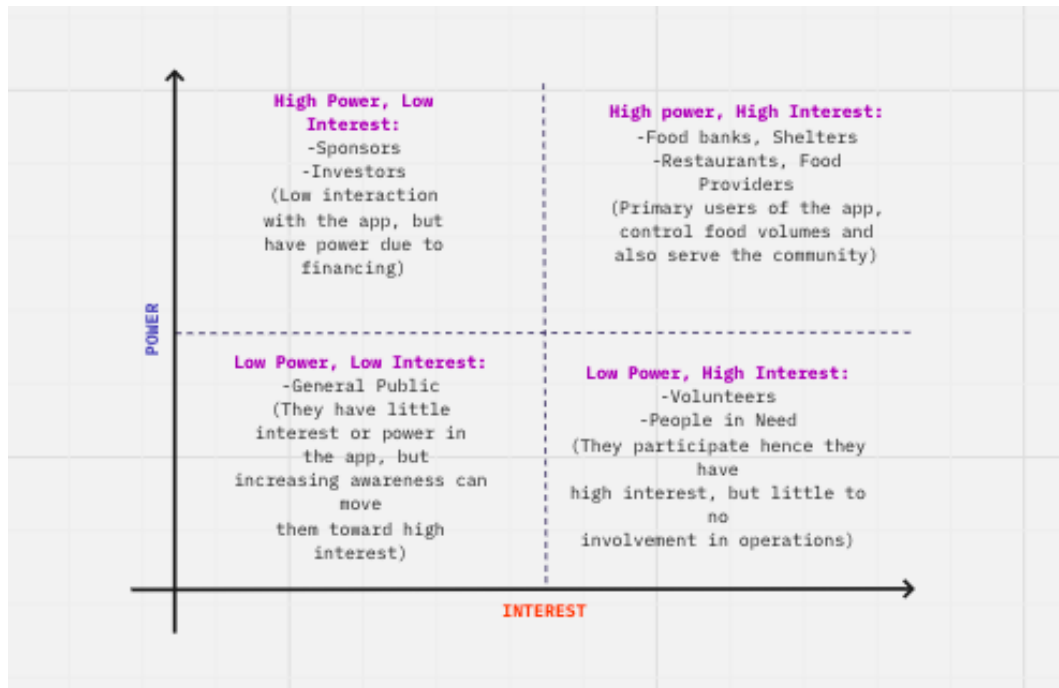 High Power, Low
Interest:
-Sponsors
-Investors
(Low interaction
with the app, but
have power due to
financing)
High power, High Interest:
-Food banks, Shelters
-Restaurants, Food
Providers
(Primary users of the app,
control food volumes and
also serve the community)
POWER
Low Power, Low Interest:
-General Public
(They have little
interest or power in
the app, but
increasing awareness can
move
them toward high
interest)
Low Power, High Interest:
-Volunteers
-People in Need
(They participate hence they
have
high interest, but little to
no
involvement in operations)
INTEREST